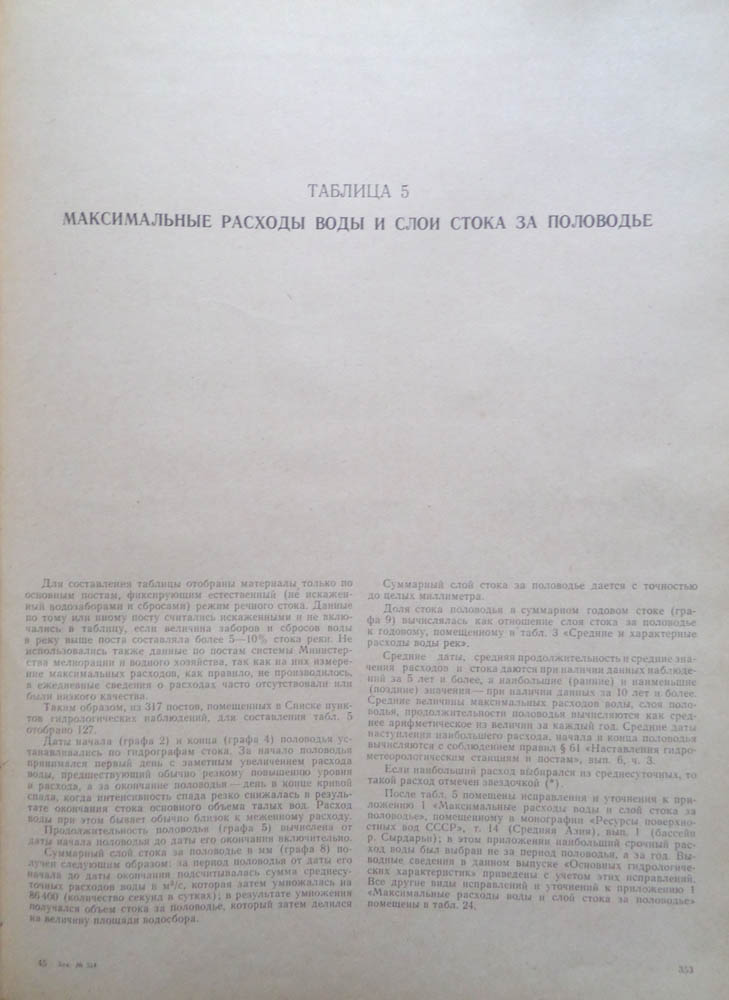 ТАБЛИЦА 5
МАКСИМАЛЬНЫЕ РАСХОДЫ ВОДЫ И СЛОИ СТОКА ЗА ПОЛОВОДЬЕ
Для составления таблицы отобраны материалы только по
основным постам, фиксирующим естественный (не искажен-
ный водозаборами и сбросами) режим речного стока. Данные
по тому или иному посту считались искаженными и не вклю-
чались в таблицу, если величина заборов и сбросов воды
в реку выше поста составляла более 5—10% стока реки. Не
использовались также данные по постам системы Министер-
ства мелиорации и водного хозяйства, так как на них измере-
ние максимальных расходов, как правило, не производилось,
а ежедневные сведения о расходах часто отсутствовали или
были низкого качества.
Таким образом, из 317 постов, помещенных в Списке пунк-
тов гидрологических наблюдений, для составления табл. 5
отобрано 127.
Даты начала (графа 2) и конца (графа 4) половодья ус-
танавливались по гидрографам стока. За начало половодья
принимался первый день с заметным увеличением расхода
воды, предшествующий обычно резкому повышению уровня
и расхода, а за окончание половодья — день в конце кривой
спада, когда интенсивность спада резко снижалась в резуль-
тате окончания стока основного объема талых вод. Расход
воды при этом бывает обычно близок к меженному расходу.
Продолжительность половодья (графа 5) вычислена от
даты начала половодья до даты его окончания включительно.
Суммарный слой стока за половодье в мм (графа 8) по-
лучен следующим образом: за период половодья от даты его
начала до даты окончания подсчитывалась сумма среднесу-
точных расходов воды в м³/с, которая затем умножалась на
86 400 (количество секунд в сутках); в результате умножения
получался объем стока за половодье, который затем делился
на величину площади водосбора.
45 Зак. № 514
Суммарный слой стока за половодье дается с точностью
до целых миллиметра.
Доля стока половодья в суммарном годовом стоке (гра-
фа 9) вычислялась как отношение слоя стока за половодье
к годовому, помещенному в табл. 3 «Средние и характерные
расходы воды рек».
Средние даты, средняя продолжительность и средние зна-
чения расходов и стока даются при наличии данных наблюде-
ний за 5 лет и более, а наибольшие (ранние) и наименьшие
(поздние) значения — при наличии данных за 10 лет и более.
Средние величины максимальных расходов воды, слоя поло-
водья, продолжительности половодья вычисляются как сред-
нее арифметическое из величин за каждый год. Средние даты
наступления наибольшего расхода, начала и конца половодья
вычисляются с соблюдением правил § 61 «Наставления гидро-
метеорологическим станциям и постам», вып. 6, ч. 3.
Если наибольший расход выбирался из среднесуточных, то
такой расход отмечен звездочкой (*).
После табл. 5 помещены исправления и уточнения к при-
ложению 1 «Максимальные расходы воды и слой стока за
половодье», помещенному в монографии «Ресурсы поверхно-
стных вод СССР», т. 14 (Средняя Азия), вып. 1 (бассейн
р. Сырдарьи); в этом приложении наибольший срочный рас-
ход воды был выбран не за период половодья, а за год. Вы-
водные сведения в данном выпуске «Основных гидрологиче-
ских характеристик» приведены с учетом этих исправлений.
Все другие виды исправлений и уточнений к приложению 1
«Максимальные расходы воды и слой стока за половодье»
помещены в табл. 24.
353